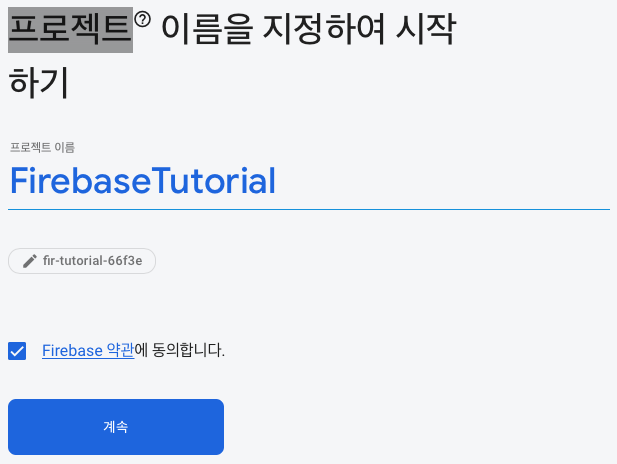 프로젝트 이름을 지정하여 시작
하기
프로젝트 이름
FirebaseTutorial
fir-tutorial-66f3e
Firebase 약관에 동의합니다.
계속